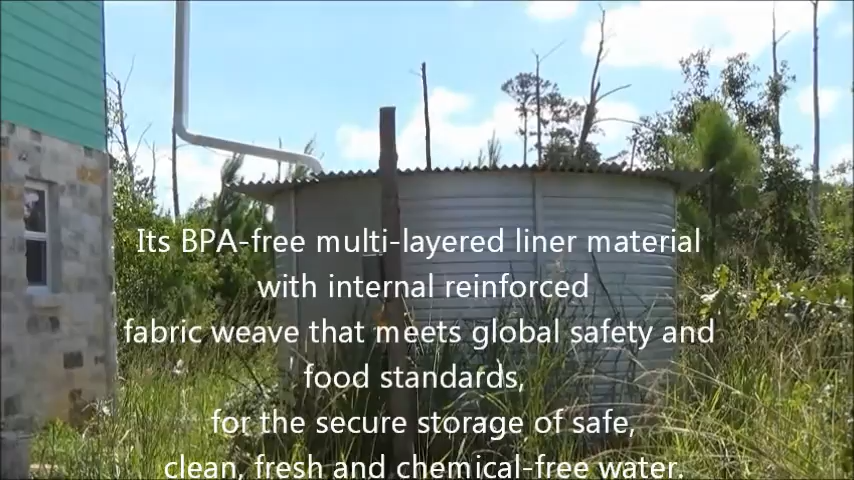 Its BPA-free multi-layered liner material
with internal reinforced
fabric weave that meets global safety and
food standards,
for the secure storage of safe,
clean, fresh and chemical-free water.